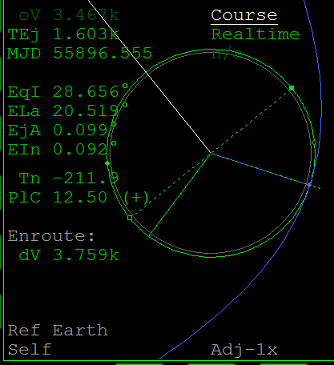 oV 3.467k
Course
TEj 1.603k
Realtime
MJD 55896.555
n/
EqI 28.656
ELa 20.519
EjA 0.099
EIn 0.092
Tn -211.9
PlC 12.50 (+)
Enroute:
dV 3.759k
Ref Earth
Self
Adj-1x